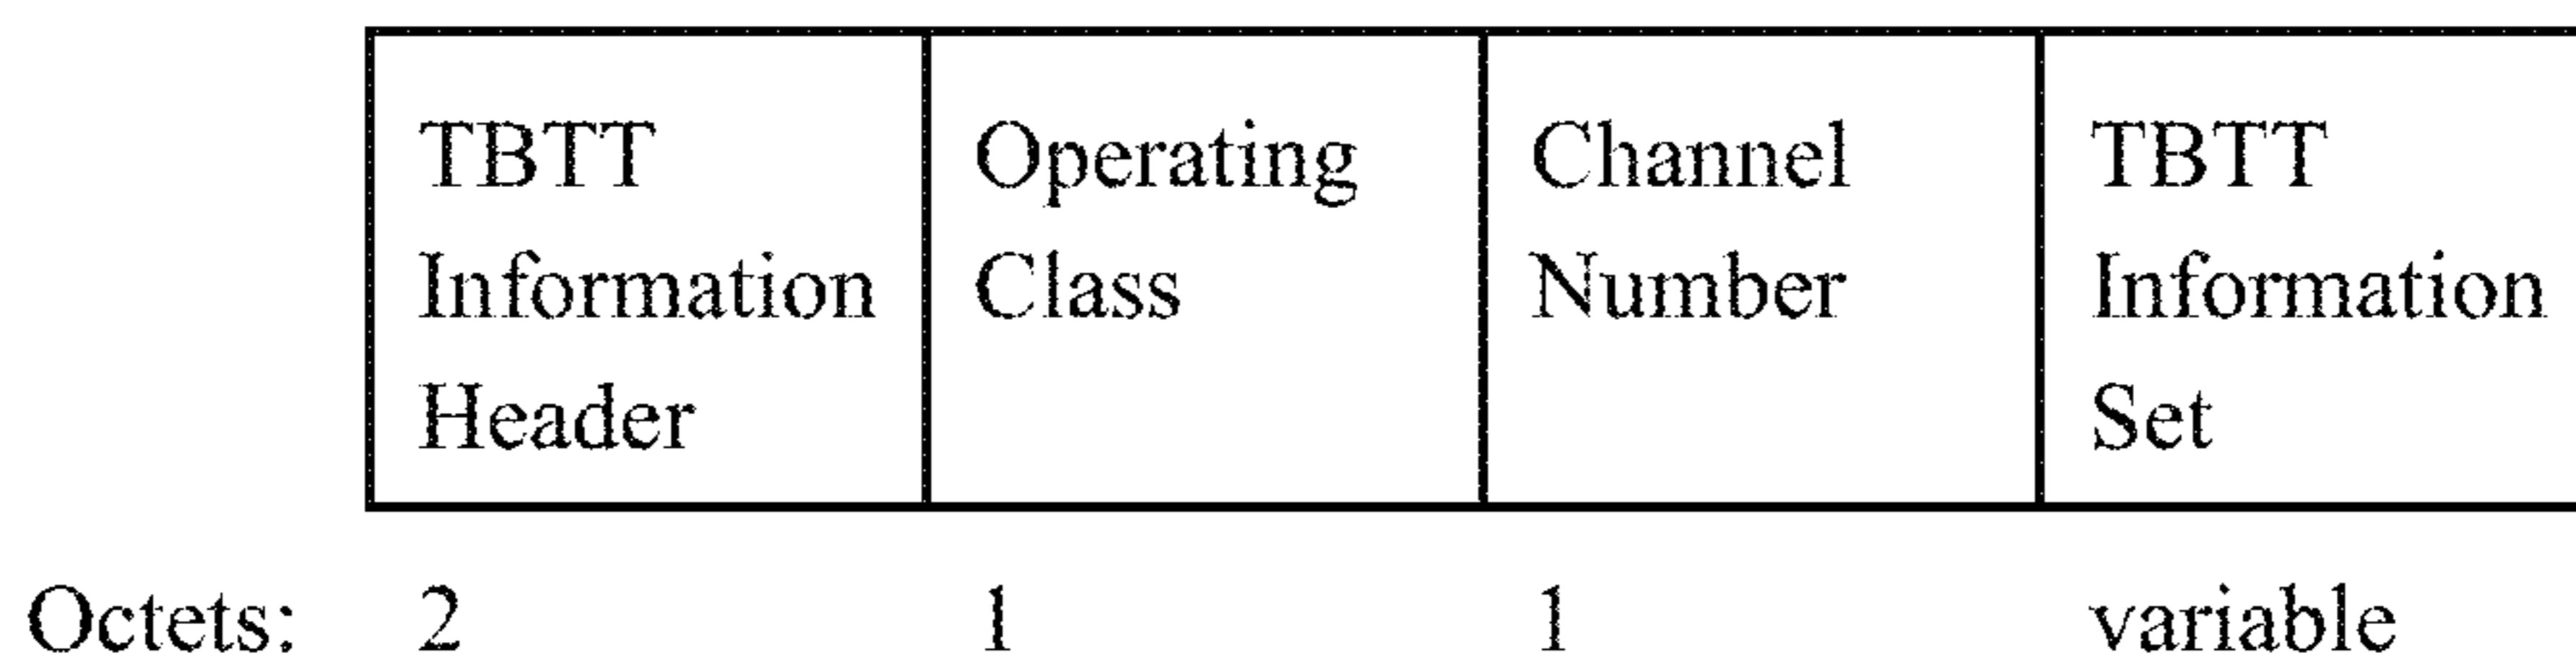 TBTT Information Header
Operating Class
Channel Number
TBTT Information Set
Octets: 2 1 1 variable